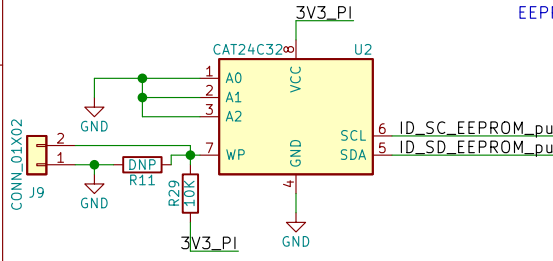 3V3_PI
EEP
CAT24C32
8
U2
1
A0
VCC
2
A1
3
A2
GND
6
SCL
ID_SC_EEPROM_pu
2
7
WP
GND
5
SDA
ID_SD_EEPROM_pu
1
DNP
R11
4
CONN_01X02
J9
GND
R29
10K
3V3_PI
GND